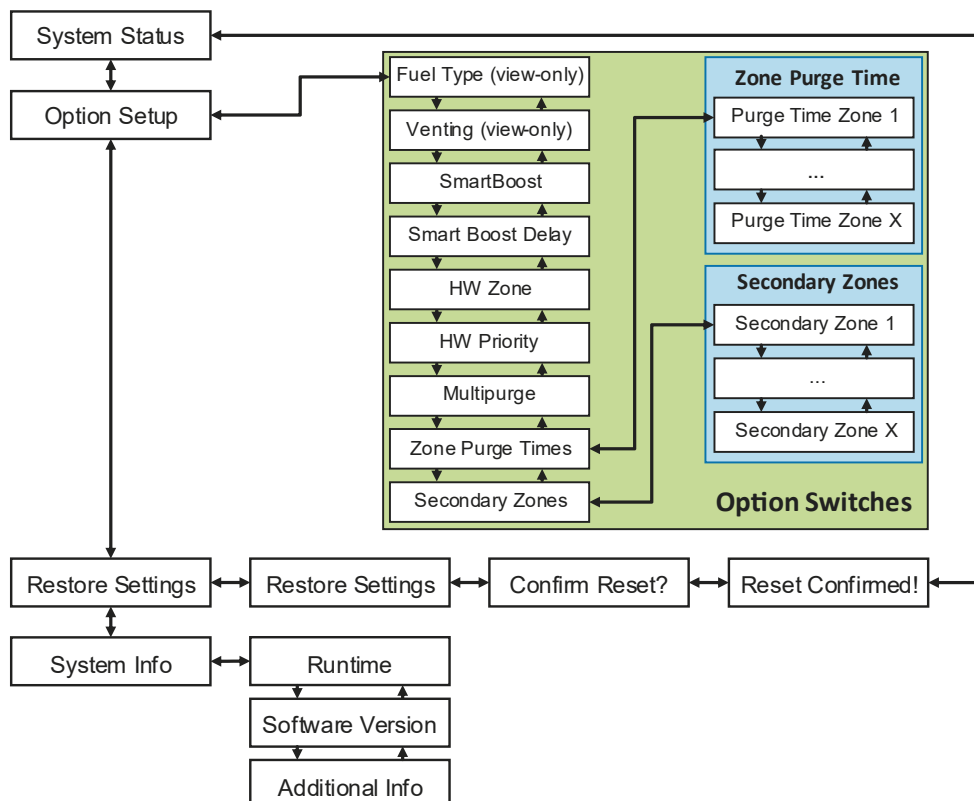 System Status
Option Setup
Fuel Type (view-only)
Venting (view-only)
SmartBoost
Smart Boost Delay
HW Zone
HW Priority
Multipurge
Zone Purge Times
Secondary Zones
Zone Purge Time
Purge Time Zone 1
...
Purge Time Zone X
Secondary Zones
Secondary Zone 1
...
Secondary Zone X
Option Switches
Restore Settings
Restore Settings
Confirm Reset?
Reset Confirmed!
System Info
Runtime
Software Version
Additional Info